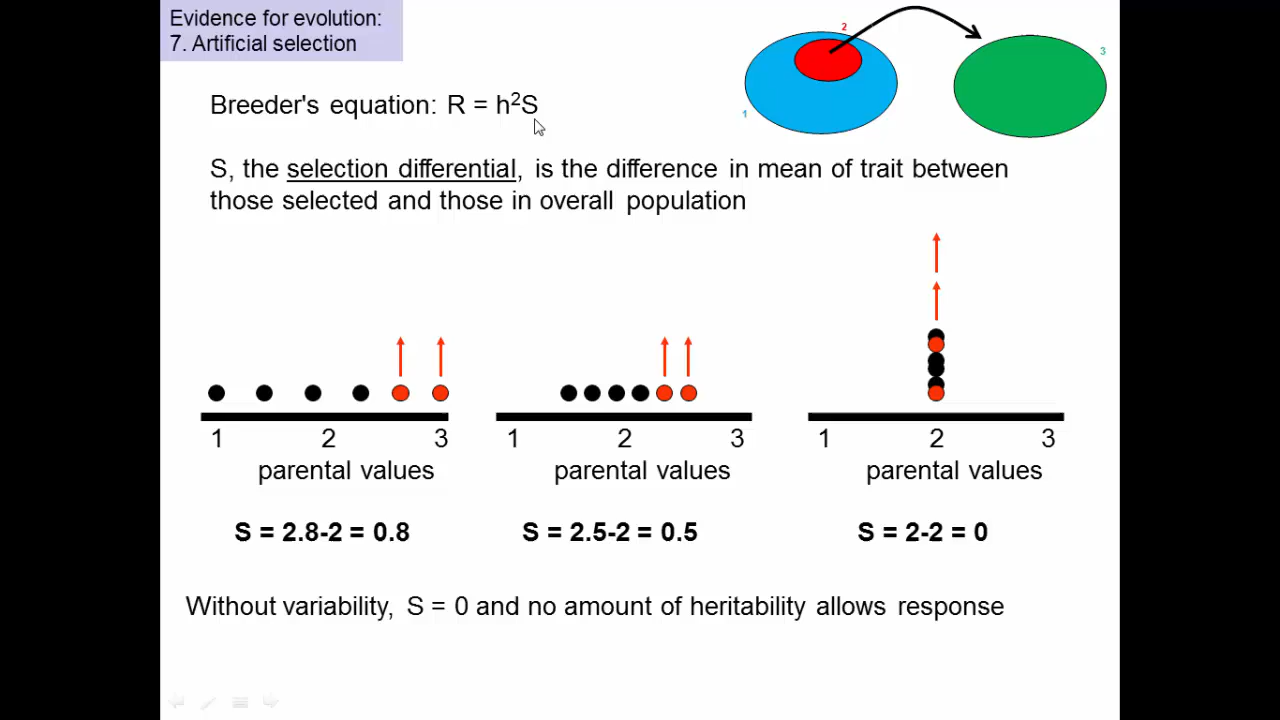 Evidence for evolution:
7. Artificial selection
2
3
1
Breeder's equation: R = h²S
S, the selection differential, is the difference in mean of trait between
those selected and those in overall population
1 2 3
parental values
S = 2.8-2 = 0.8
1 2 3
parental values
S = 2.5-2 = 0.5
1 2 3
parental values
S = 2-2 = 0
Without variability, S = 0 and no amount of heritability allows response